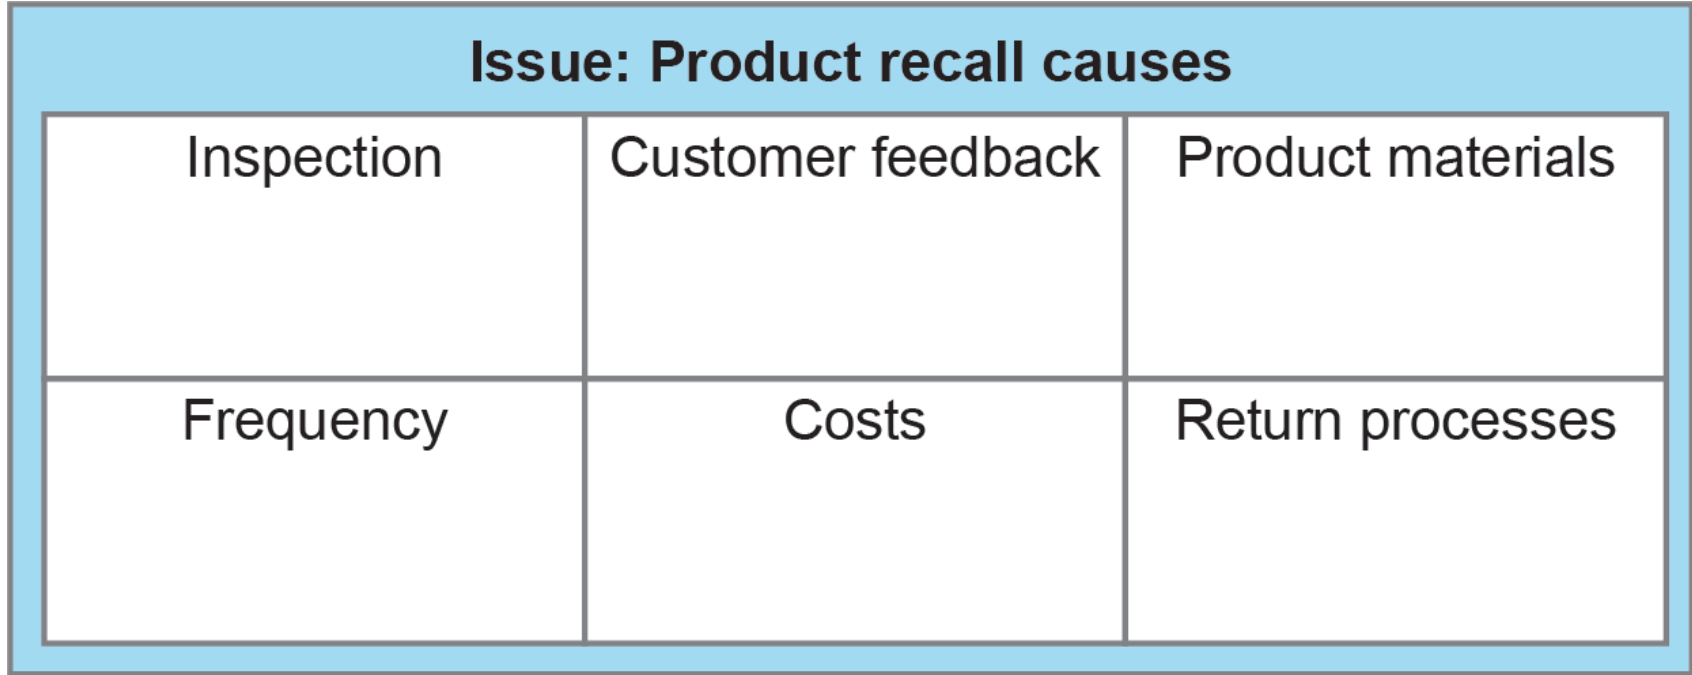 Issue: Product recall causes
Inspection
Customer feedback
Product materials
Frequency
Costs
Return processes